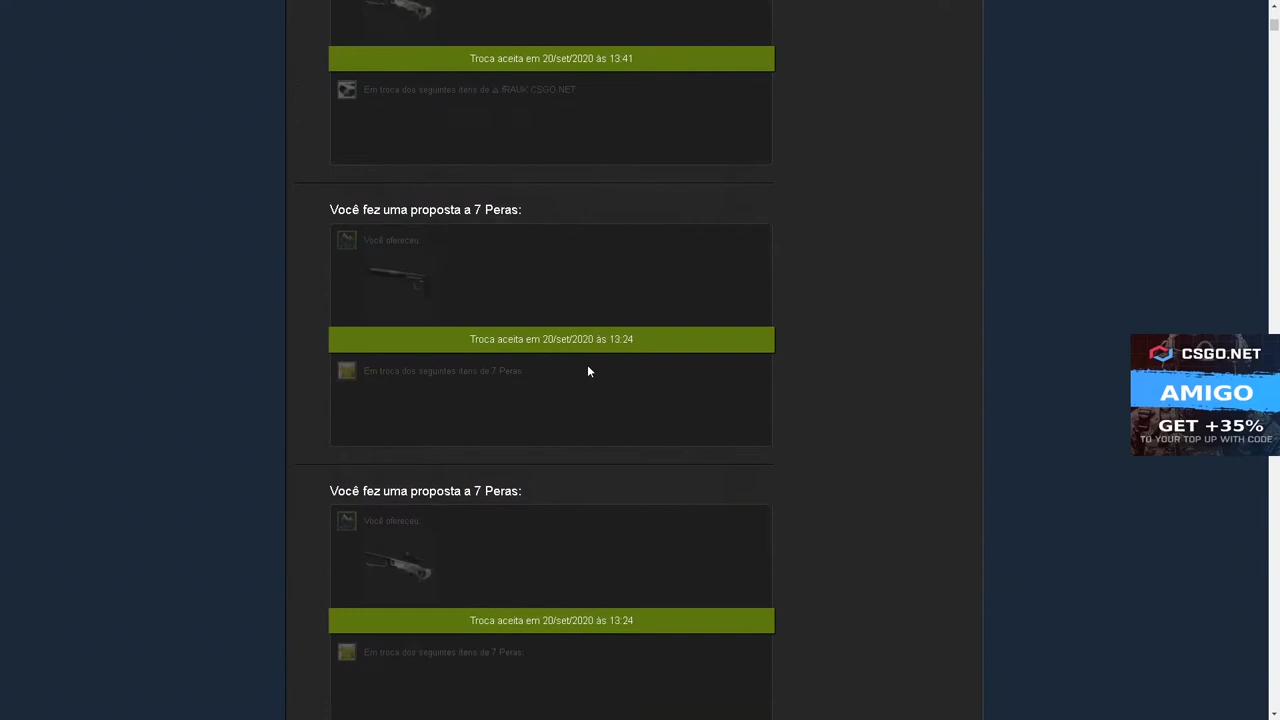 Troca aceita em 20/set/2020 às 13:41
Em troca dos seguintes itens de fRAUK CSGO.NET
Você fez uma proposta a 7 Peras:
Você ofereceu:
Troca aceita em 20/set/2020 às 13:24
Em troca dos seguintes itens de 7 Peras:
CSGO.NET
AMIGO
GET +35%
TO YOUR TOP UP WITH CODE
Você fez uma proposta a 7 Peras:
Você ofereceu:
Troca aceita em 20/set/2020 às 13:24
Em troca dos seguintes itens de 7 Peras: